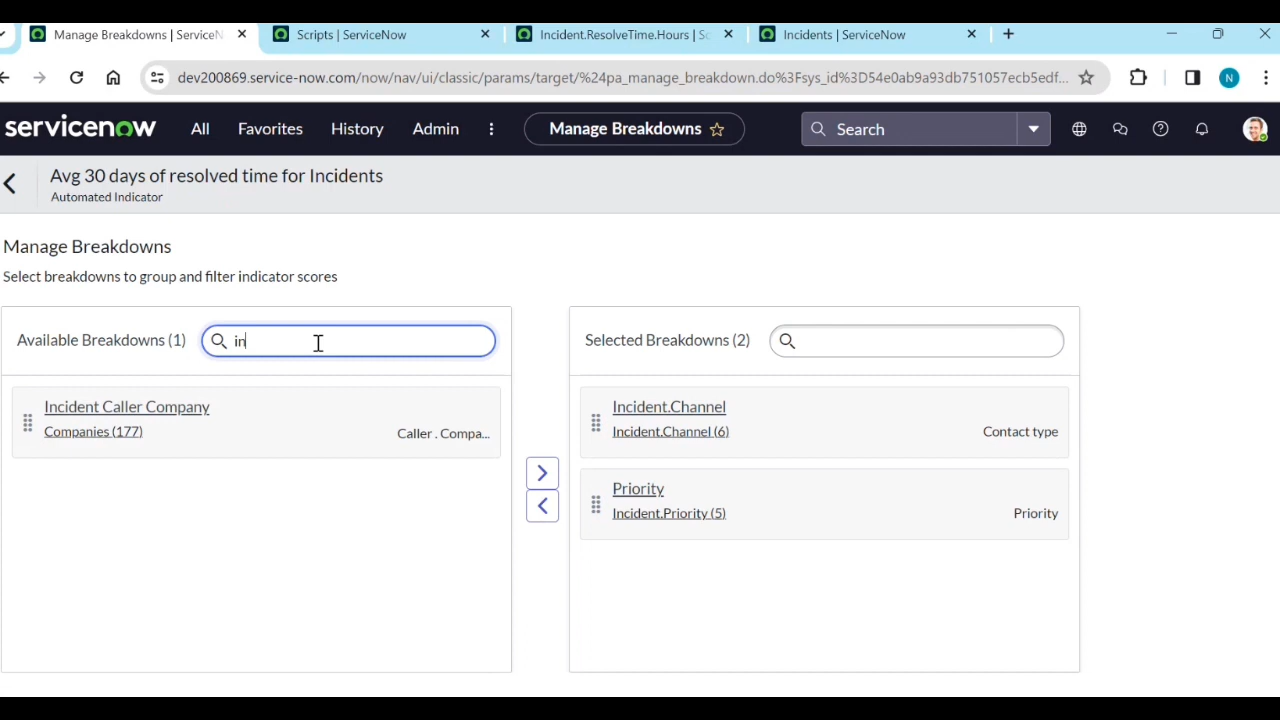 Manage Breakdowns | ServiceN
Scripts | ServiceNow
Incident.ResolveTime.Hours | Sc
Incidents | ServiceNow
dev200869.service-now.com/now/nav/ui/classic/params/target/%24pa_manage_breakdown.do%3Fsys_id%3D54e0ab9a93db751057ecb5edf...
N
servicenow
All
Favorites
History
Admin
Manage Breakdowns
Search
Avg 30 days of resolved time for Incidents
Automated Indicator
Manage Breakdowns
Select breakdowns to group and filter indicator scores
Available Breakdowns (1)
in
Selected Breakdowns (2)
Incident Caller Company
Companies (177)
Caller . Compa...
Incident.Channel
Incident.Channel (6)
Contact type
Priority
Incident.Priority (5)
Priority